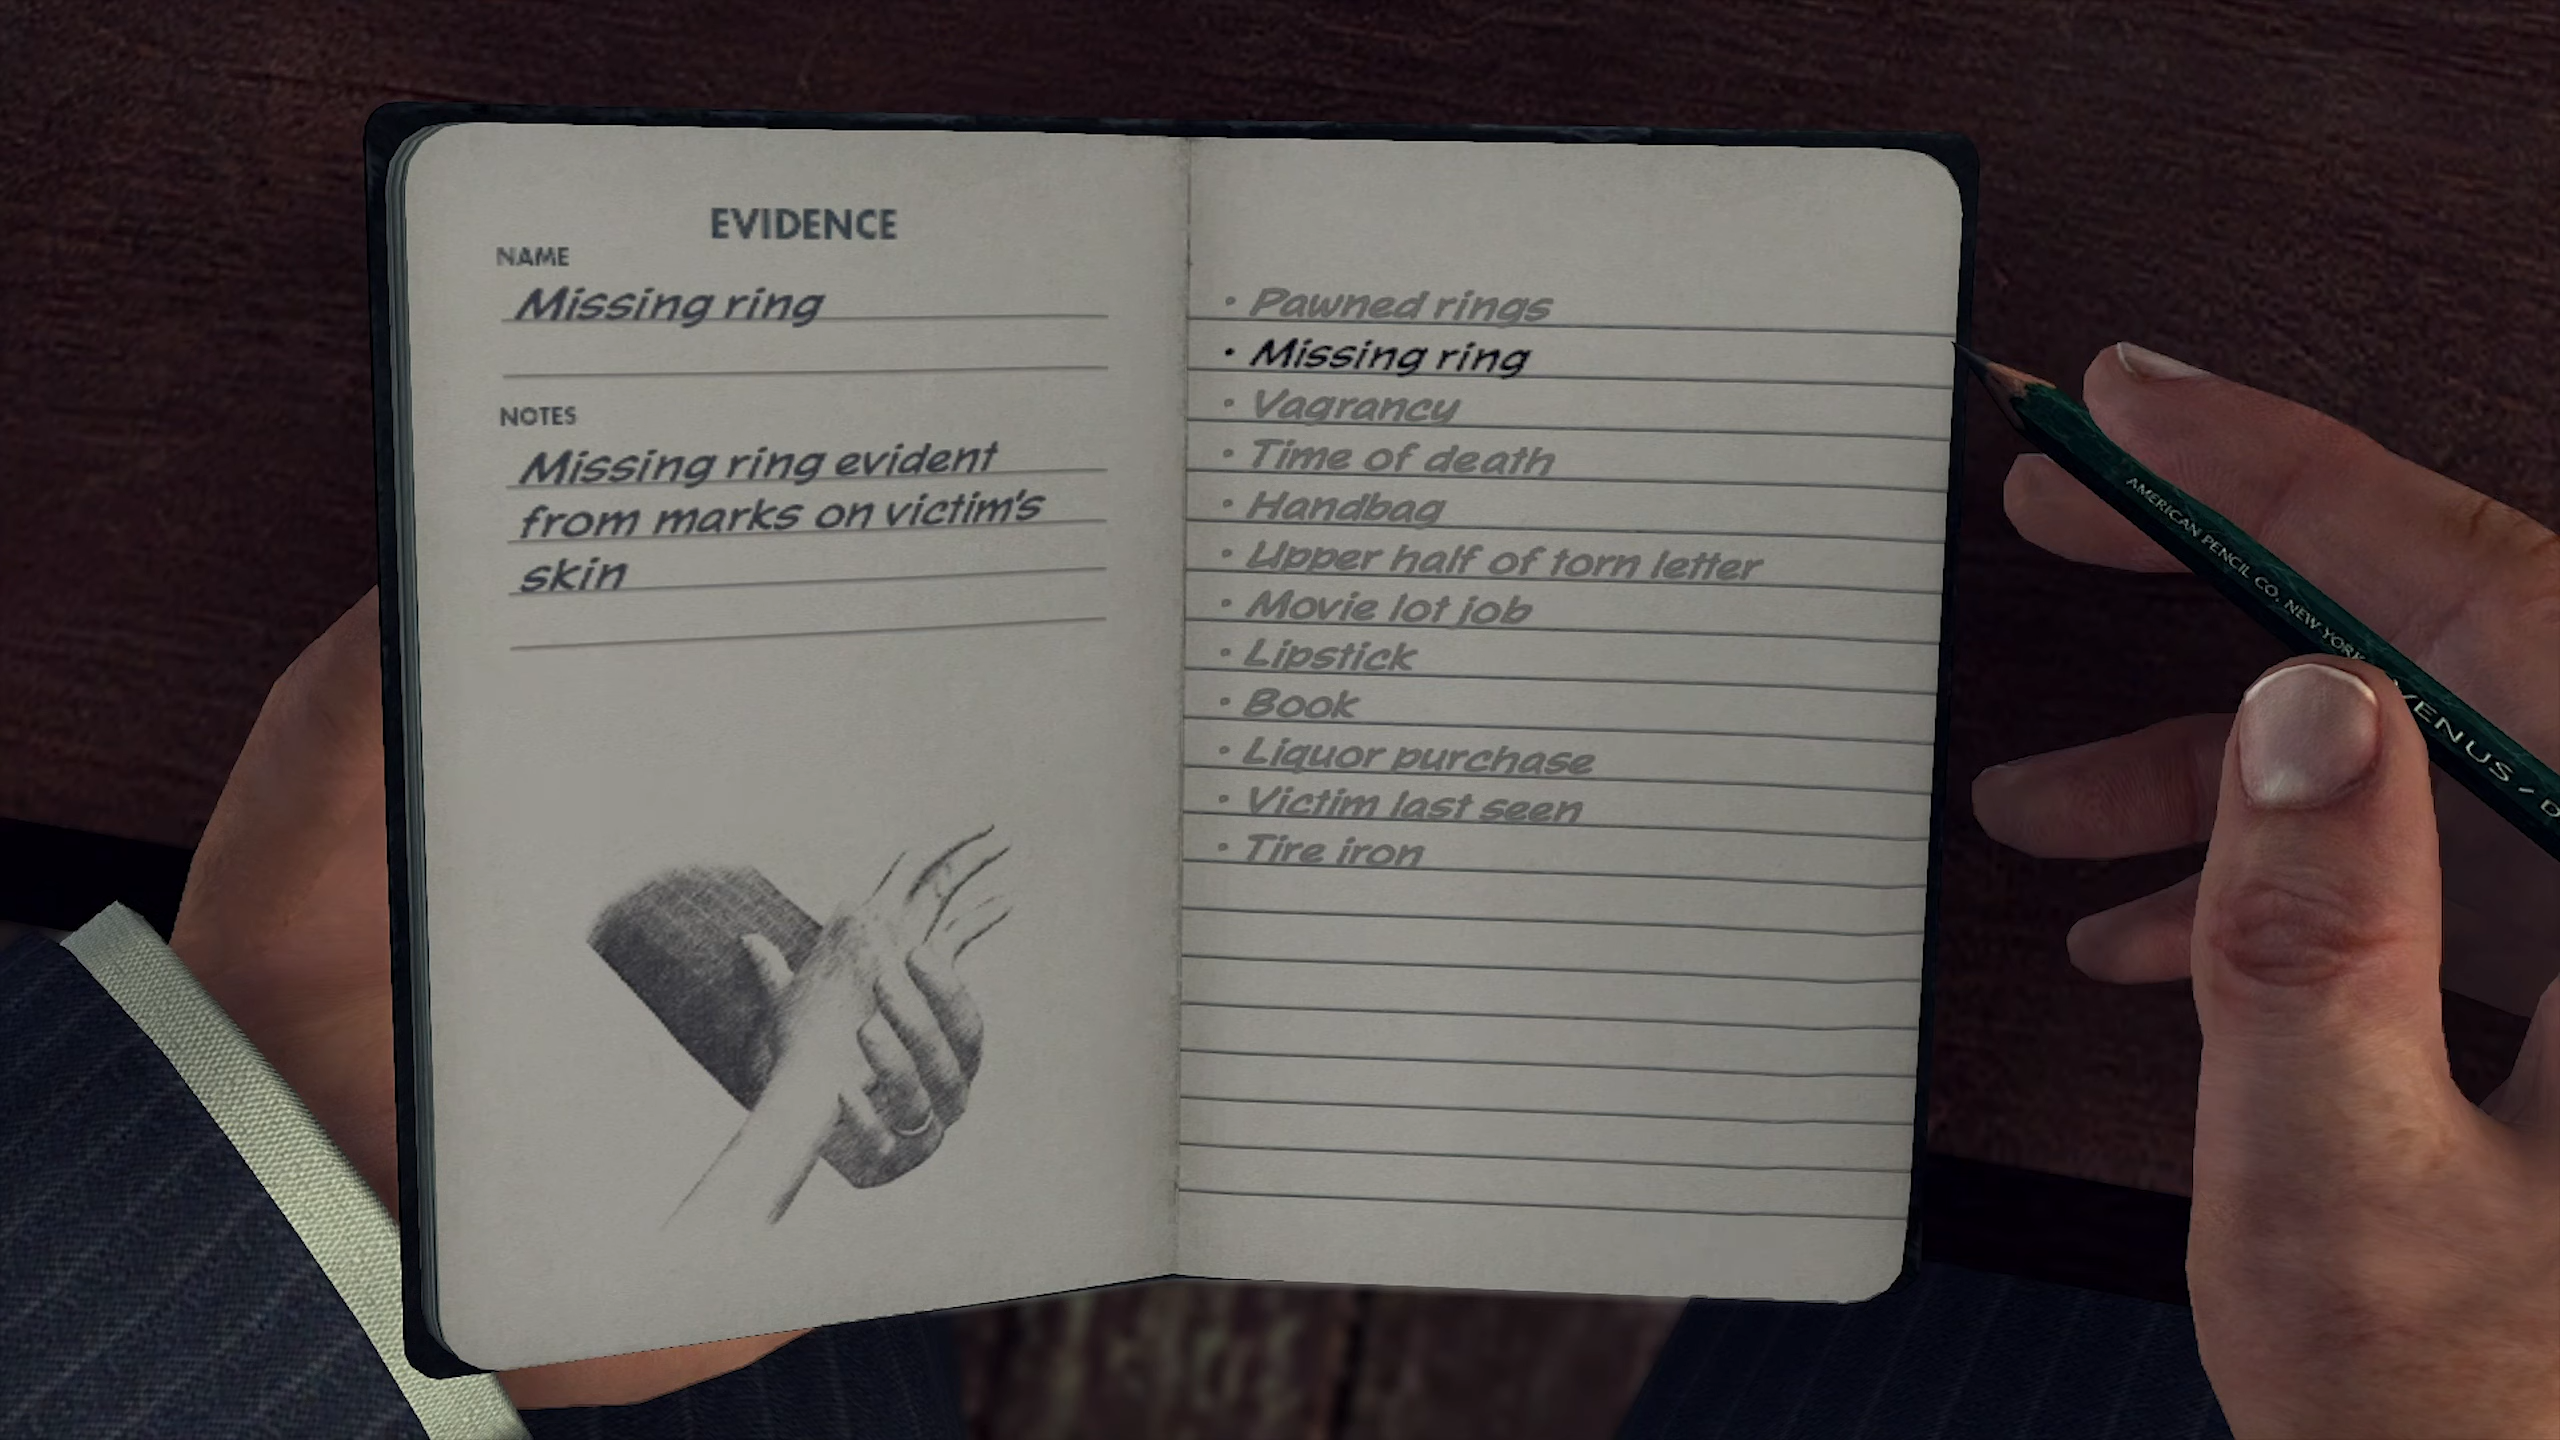 EVIDENCE
NAME
Missing ring
NOTES
Missing ring evident
from marks on victim's
skin
• Pawned rings
• Missing ring
• Vagrancy
• Time of death
• Handbag
• Upper half of torn letter
• Movie lot job
• Lipstick
• Book
• Liquor purchase
• Victim last seen
• Tire iron
AMERICAN PENCIL CO. NEW YORK
VENUS /